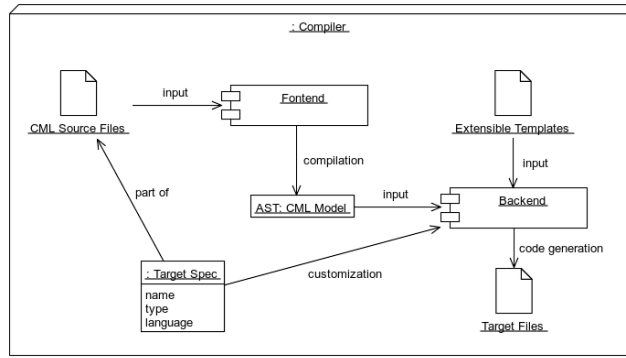 : Compiler
input
Fontend
CML Source Files
Extensible Templates
compilation
input
part of
AST: CML Model
input
Backend
code generation
: Target Spec
customization
name
type
language
Target Files